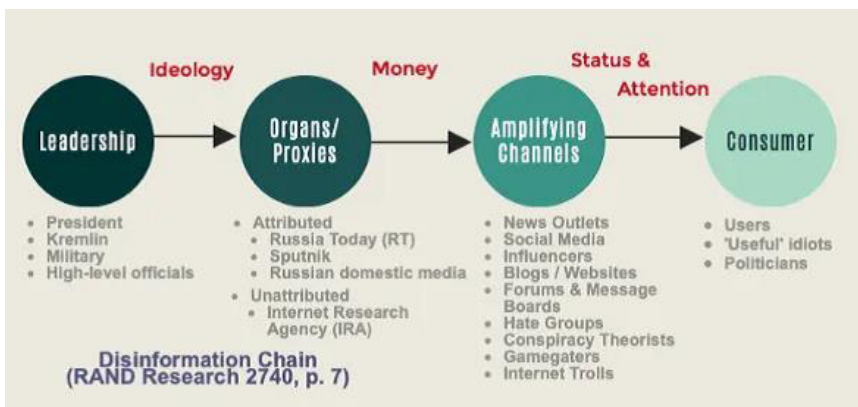 Ideology
Money
Status &
Attention
Leadership
Organs/
Proxies
Amplifying
Channels
Consumer
• President
• Kremlin
• Military
• High-level officials
• Attributed
• Russia Today (RT)
• Sputnik
• Russian domestic media
• Unattributed
• Internet Research
Agency (IRA)
• News Outlets
• Social Media
• Influencers
• Blogs / Websites
• Forums & Message
Boards
• Hate Groups
• Conspiracy Theorists
• Gamegaters
• Internet Trolls
• Users
• 'Useful' idiots
• Politicians
Disinformation Chain
(RAND Research 2740, p. 7)